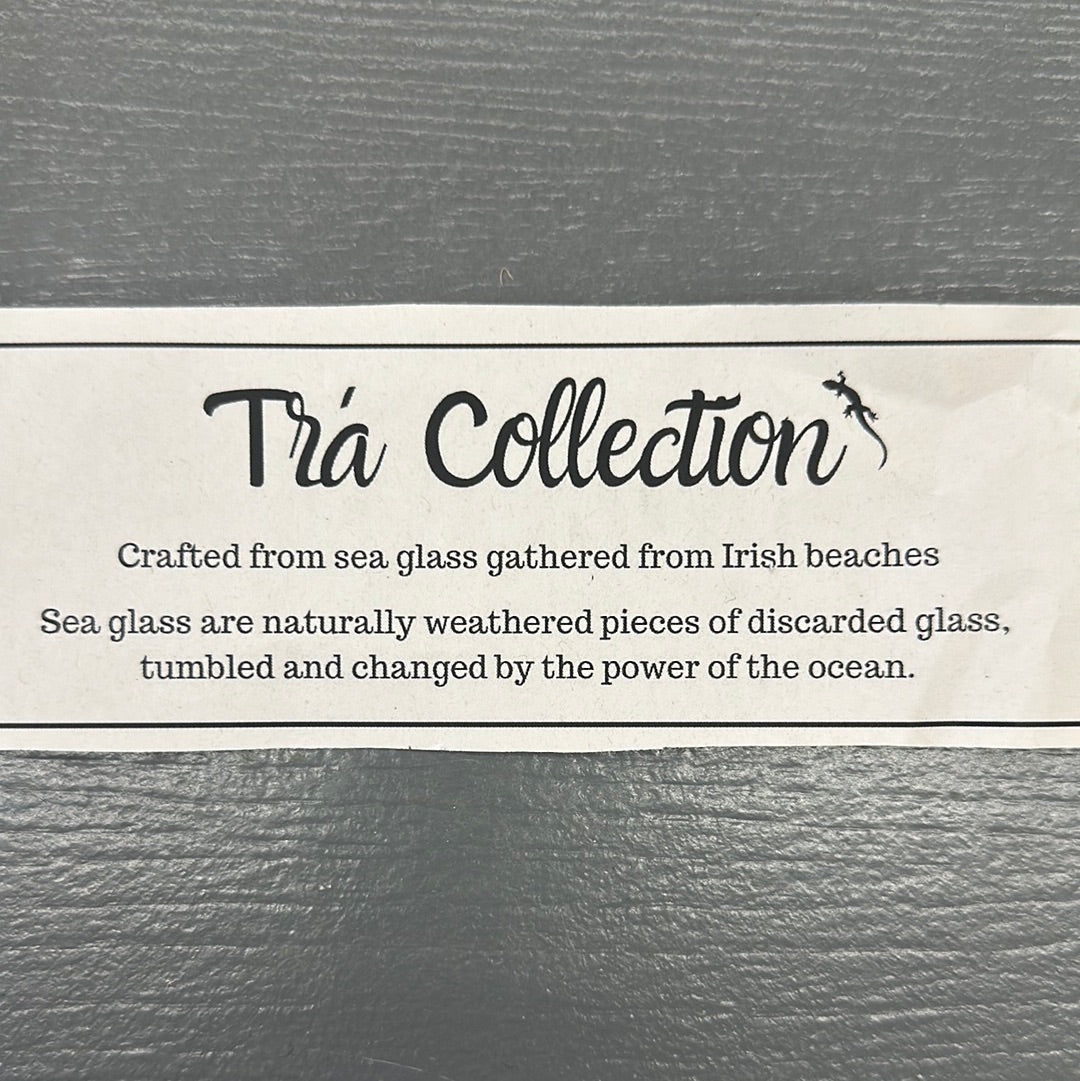 Trá Collection
Crafted from sea glass gathered from Irish beaches
Sea glass are naturally weathered pieces of discarded glass,
tumbled and changed by the power of the ocean.